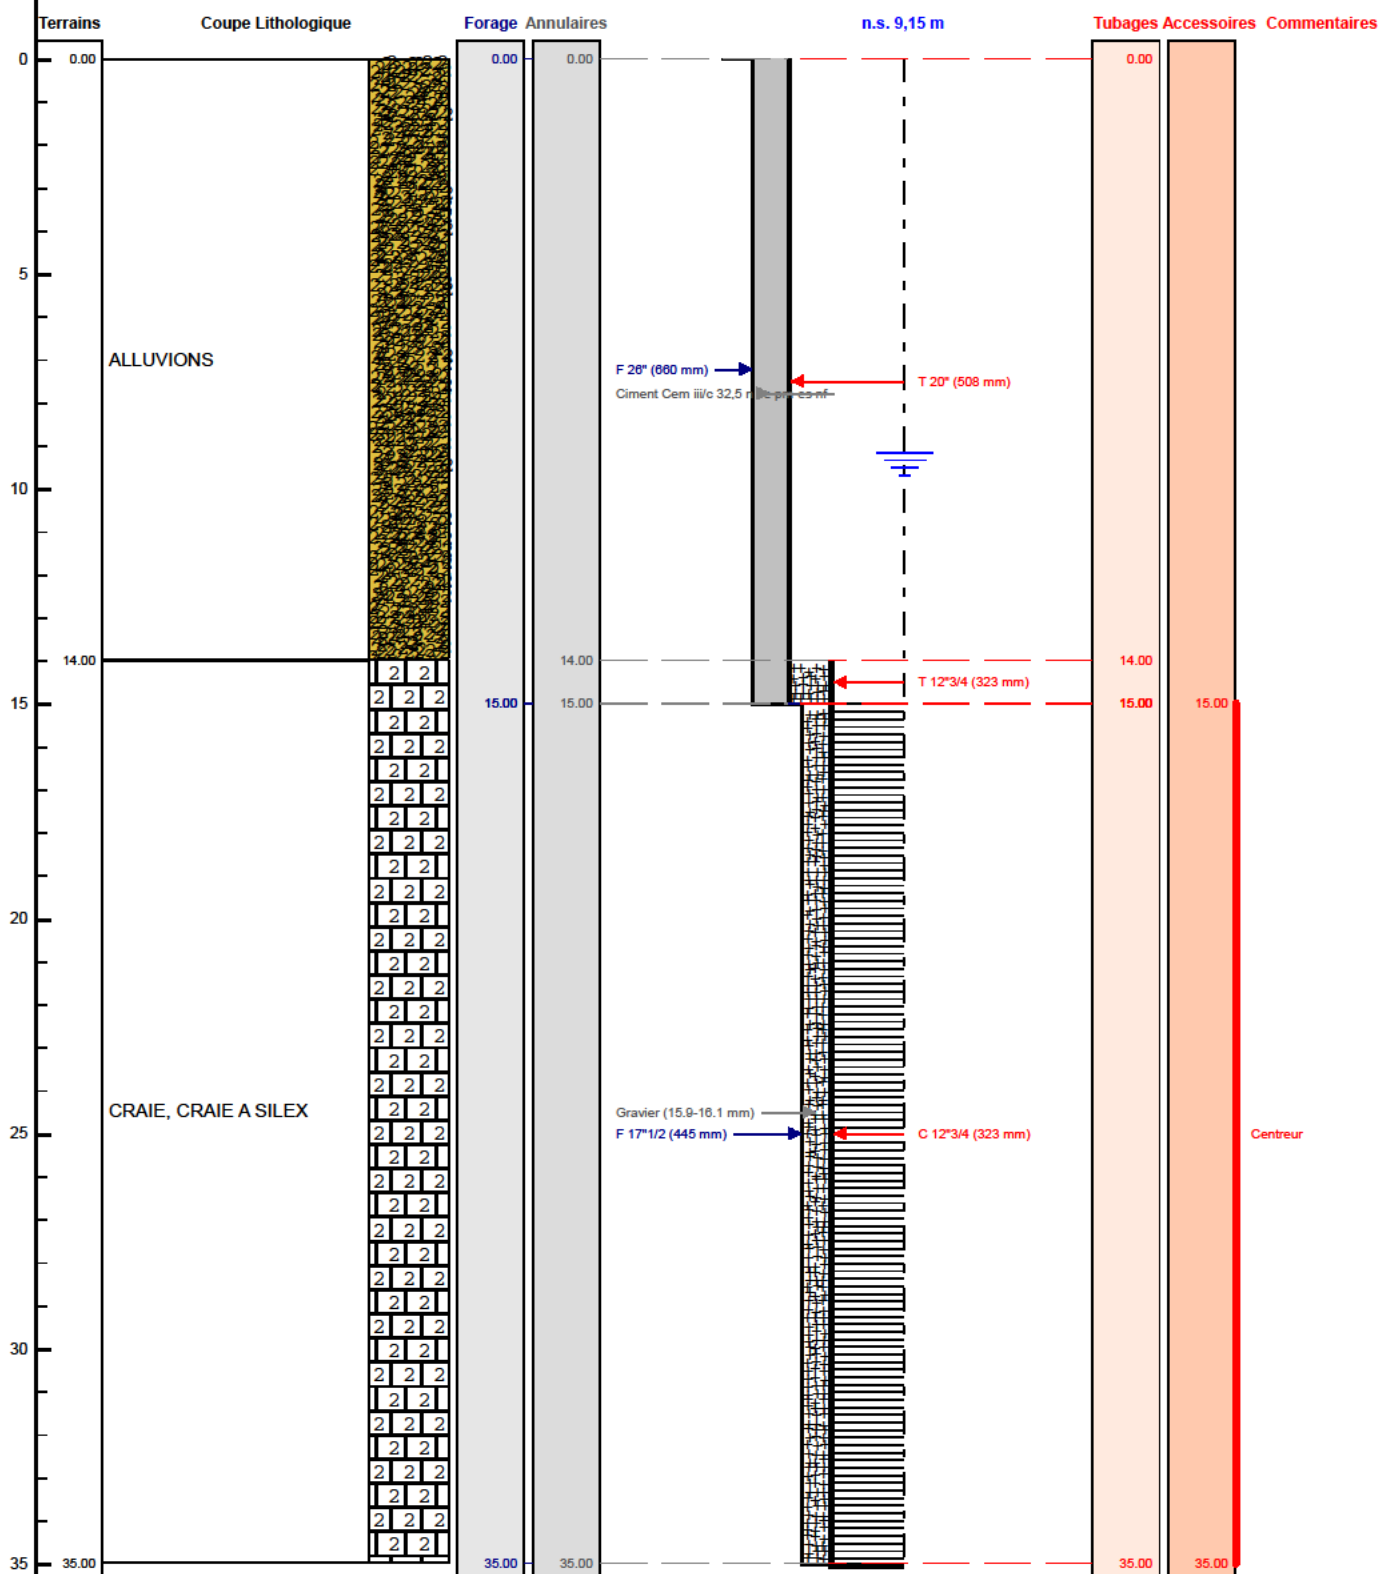 Terrains Coupe Lithologique Forage Annulaires n.s. 9,15 m Tubages Accessoires Commentaires
0 0.00 0.00 0.00 0.00
5
ALLUVIONS
F 26" (660 mm)
T 20" (508 mm)
Ciment Cem iii/c 32,5
10
14.00 14.00 14.00
T 12"3/4 (323 mm)
15 15.00 15.00 15.00 15.00
20
CRAIE, CRAIE A SILEX
Gravier (15.9-16.1 mm)
25 F 17"1/2 (445 mm) C 12"3/4 (323 mm) Centreur
30
35 35.00 35.00 35.00 35.00 35.00